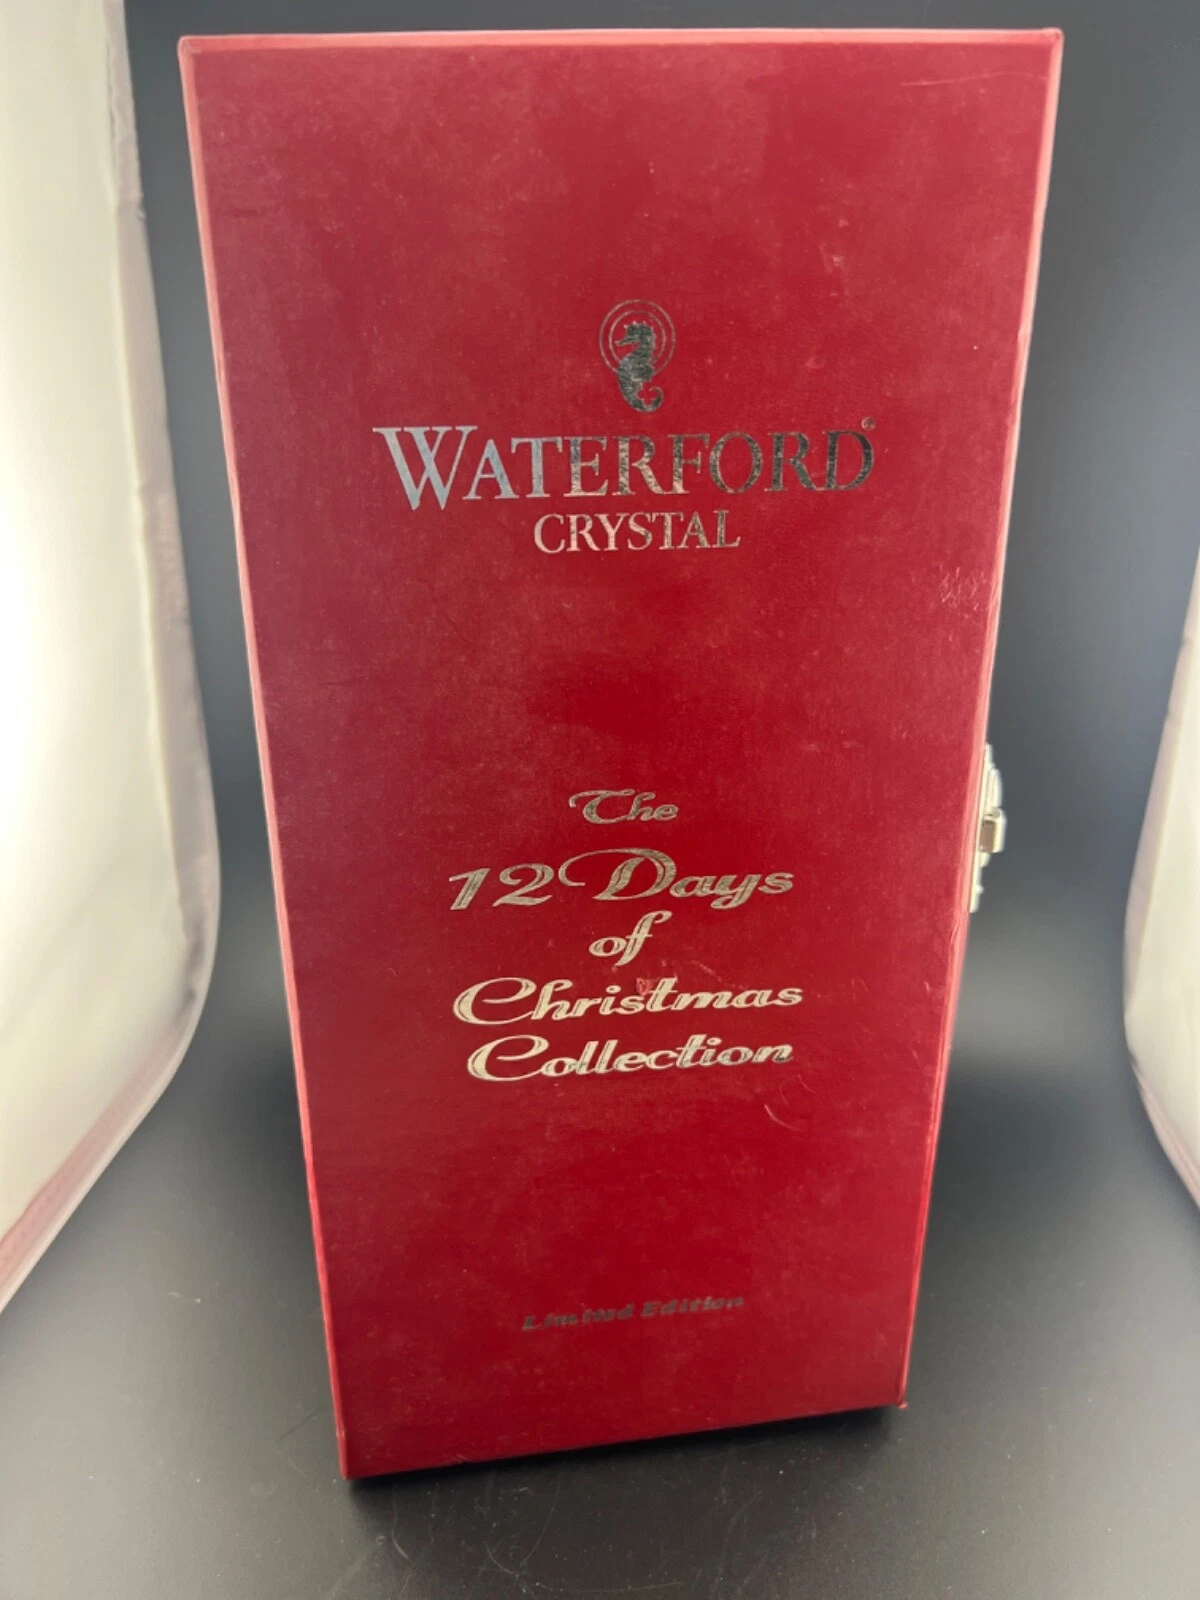 WATERFORD®
CRYSTAL
The
12 Days
of
Christmas
Collection
Limited Edition